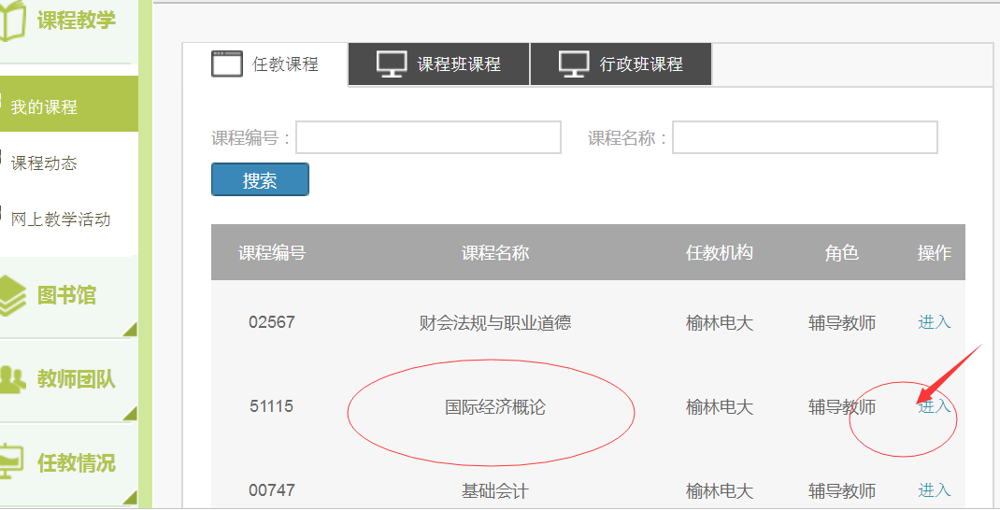 课程教学
我的课程
课程动态
网上教学活动
图书馆
教师团队
任教情况
任教课程 课程班课程 行政班课程
课程编号： 课程名称：
搜索
课程编号 课程名称 任教机构 角色 操作
02567 财会法规与职业道德 榆林电大 辅导教师 进入
51115 国际经济概论 榆林电大 辅导教师 进入
00747 基础会计 榆林电大 辅导教师 进入